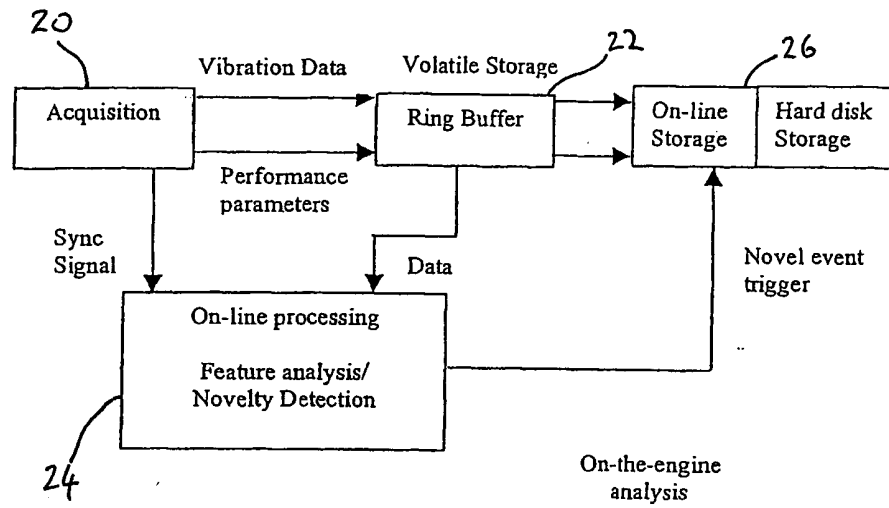 20
22
26
Vibration Data
Volatile Storage
Acquisition
Ring Buffer
On-line
Storage
Hard disk
Storage
Performance
parameters
Sync
Signal
Data
Novel event
trigger
On-line processing
Feature analysis/
Novelty Detection
24
On-the-engine
analysis